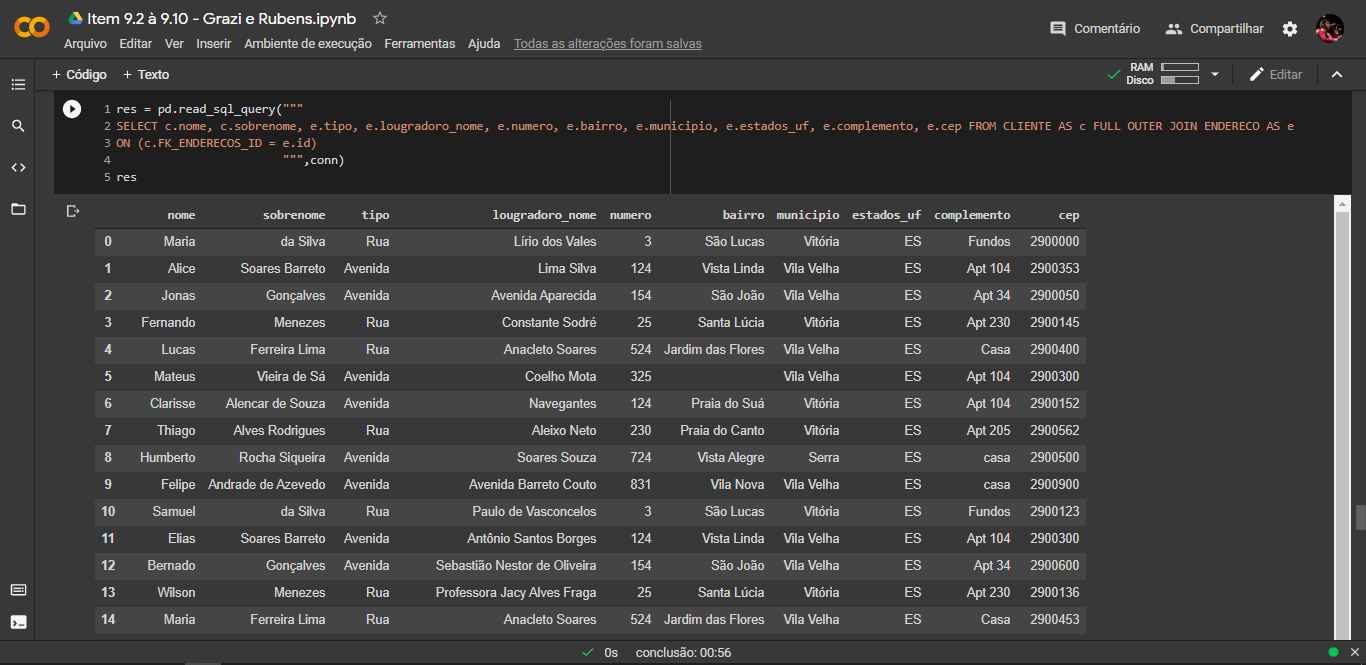 Item 9.2 à 9.10 - Grazi e Rubens.ipynb
Comentário Compartilhar
Arquivo Editar Ver Inserir Ambiente de execução Ferramentas Ajuda Todas as alterações foram salvas
+ Código + Texto RAM Disco Editar
1 res = pd.read_sql_query("""
2 SELECT c.nome, c.sobrenome, e.tipo, e.lougradoro_nome, e.numero, e.bairro, e.municipio, e.estados_uf, e.complemento, e.cep FROM CLIENTE AS c FULL OUTER JOIN ENDERECO AS e
3 ON (c.FK_ENDERECOS_ID = e.id)
4 """,conn)
5 res
nome sobrenome tipo lougradoro_nome numero bairro municipio estados_uf complemento cep
0 Maria da Silva Rua Lírio dos Vales 3 São Lucas Vitória ES Fundos 2900000
1 Alice Soares Barreto Avenida Lima Silva 124 Vista Linda Vila Velha ES Apt 104 2900353
2 Jonas Gonçalves Avenida Avenida Aparecida 154 São João Vila Velha ES Apt 34 2900050
3 Fernando Menezes Rua Constante Sodré 25 Santa Lúcia Vitória ES Apt 230 2900145
4 Lucas Ferreira Lima Rua Anacleto Soares 524 Jardim das Flores Vila Velha ES Casa 2900400
5 Mateus Vieira de Sá Avenida Coelho Mota 325 Vila Velha ES Apt 104 2900300
6 Clarisse Alencar de Souza Avenida Navegantes 124 Praia do Suá Vitória ES Apt 104 2900152
7 Thiago Alves Rodrigues Rua Aleixo Neto 230 Praia do Canto Vitória ES Apt 205 2900562
8 Humberto Rocha Siqueira Avenida Soares Souza 724 Vista Alegre Serra ES casa 2900500
9 Felipe Andrade de Azevedo Avenida Avenida Barreto Couto 831 Vila Nova Vila Velha ES casa 2900900
10 Samuel da Silva Rua Paulo de Vasconcelos 3 São Lucas Vitória ES Fundos 2900123
11 Elias Soares Barreto Avenida Antônio Santos Borges 124 Vista Linda Vila Velha ES Apt 104 2900300
12 Bernado Gonçalves Avenida Sebastião Nestor de Oliveira 154 São João Vila Velha ES Apt 34 2900600
13 Wilson Menezes Rua Professora Jacy Alves Fraga 25 Santa Lúcia Vitória ES Apt 230 2900136
14 Maria Ferreira Lima Rua Anacleto Soares 524 Jardim das Flores Vila Velha ES Casa 2900453
0s conclusão: 00:56